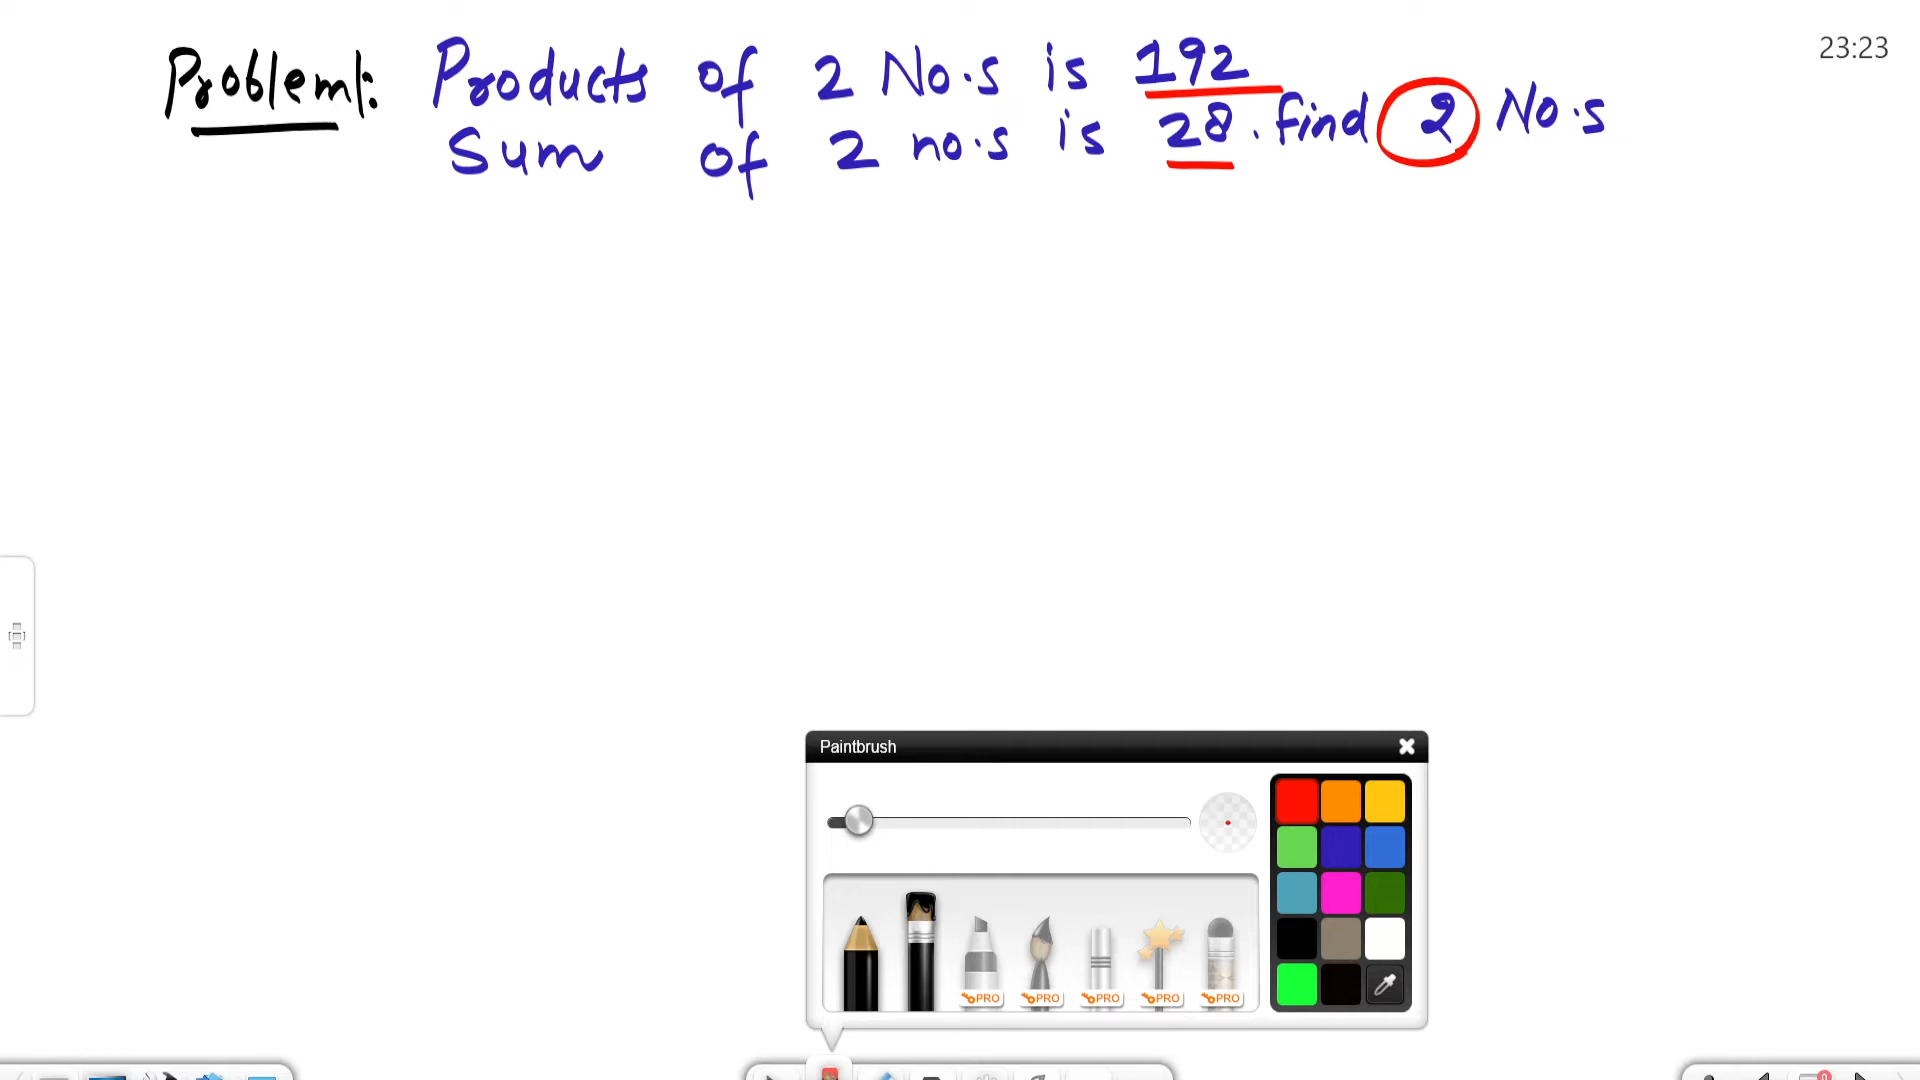 Problem: Products of 2 No.s is 192
Sum of 2 no.s is 28. find 2 No.s
23:23
Paintbrush
PRO PRO PRO PRO PRO